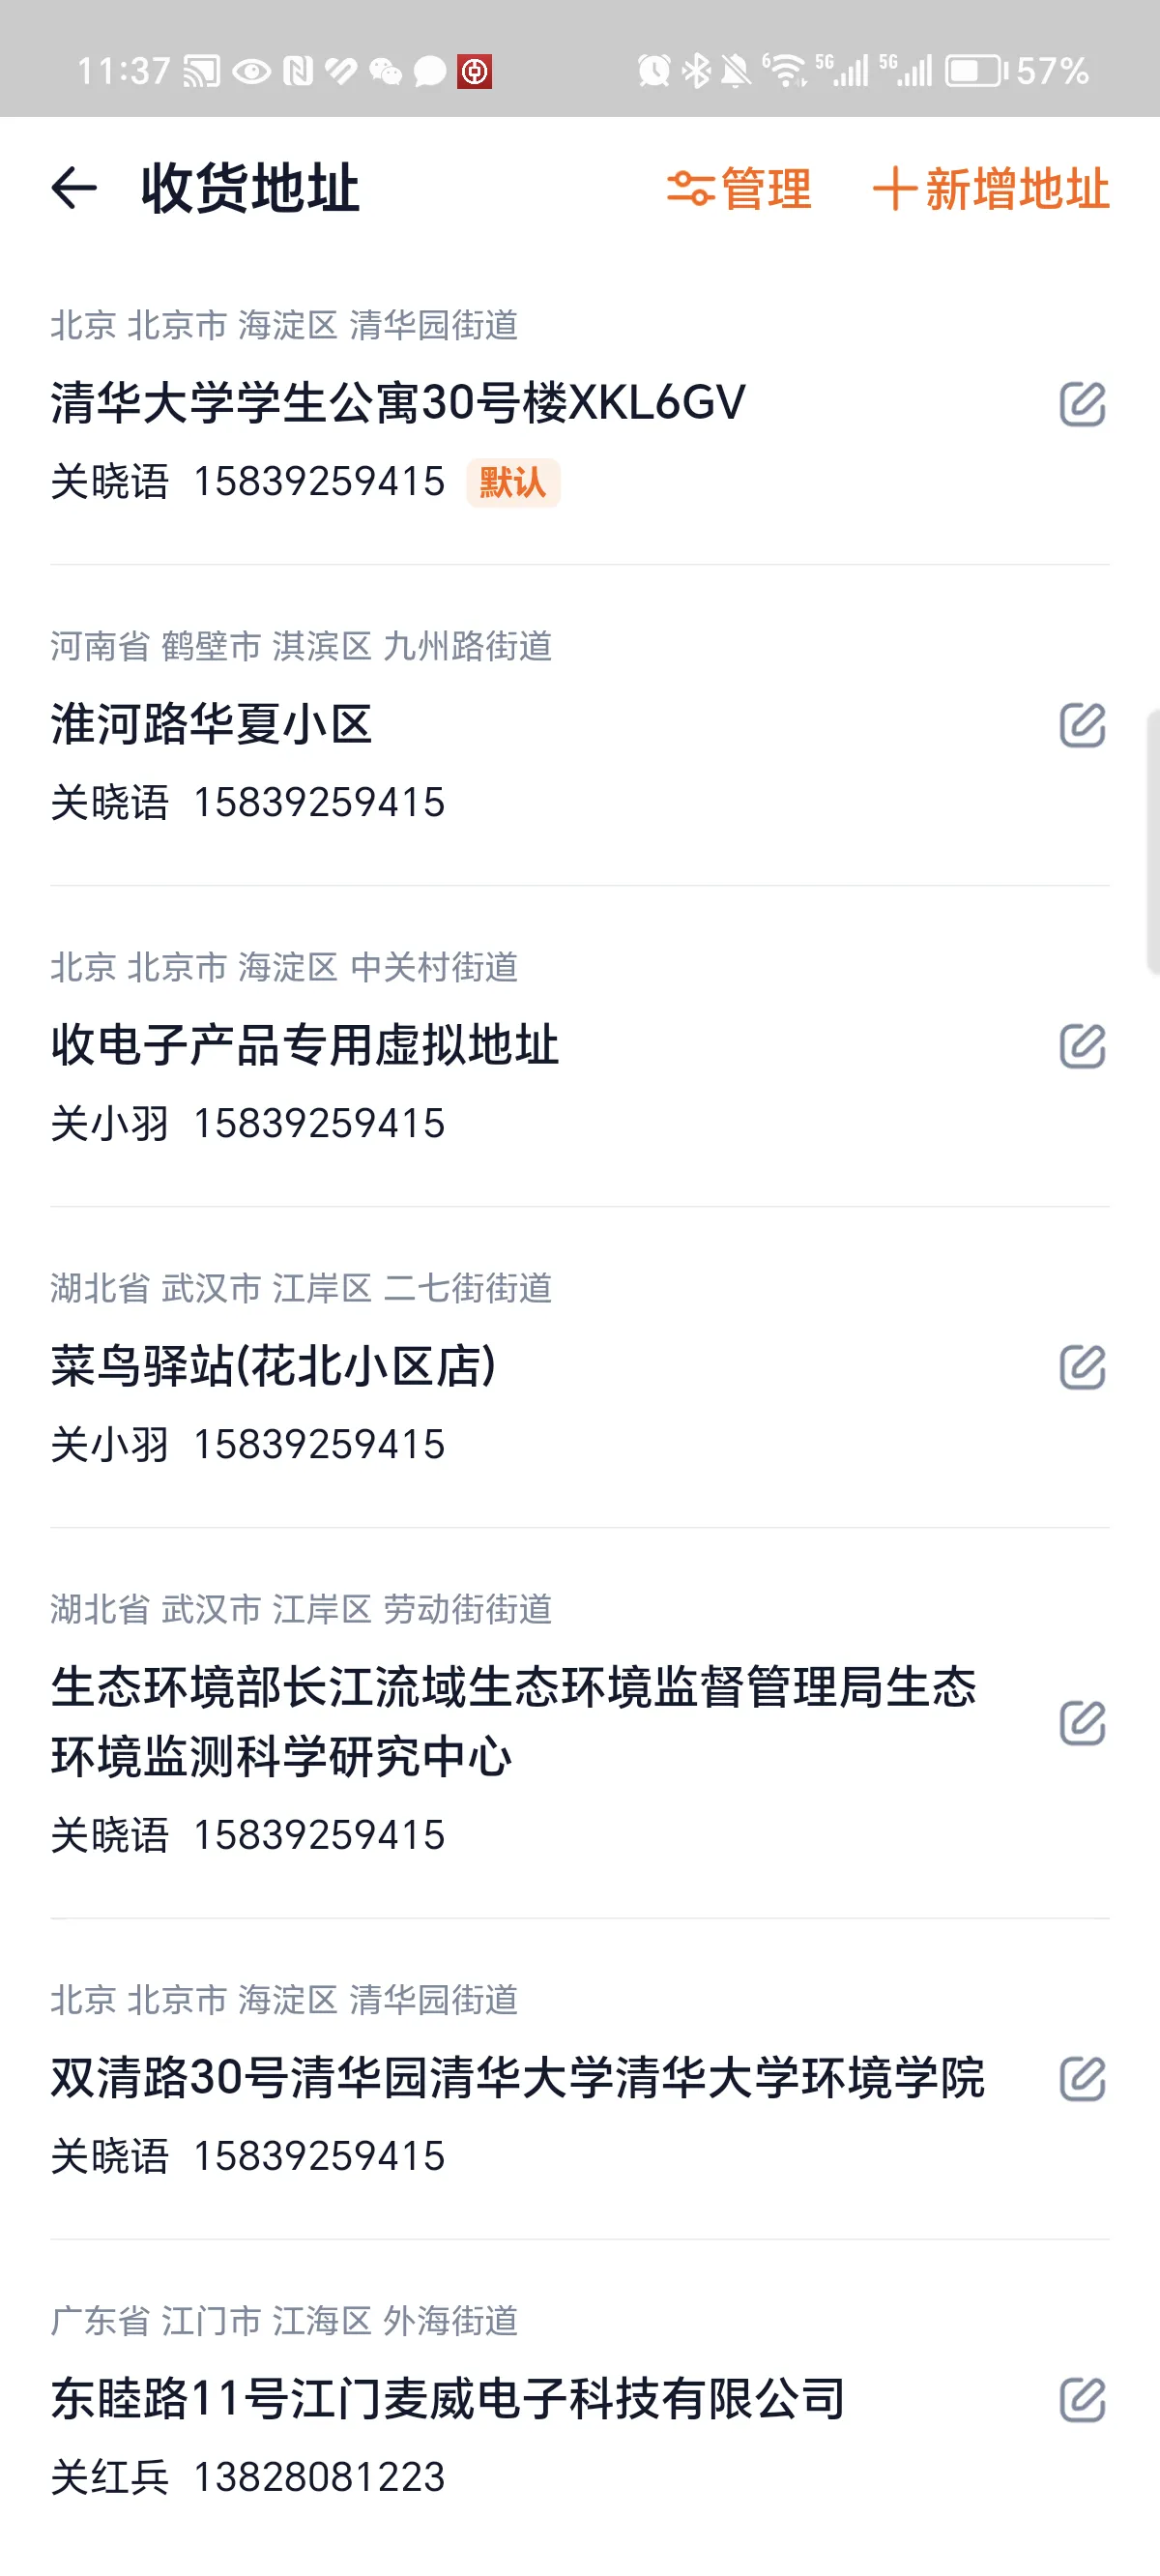 11:37 6 5G 5G 57%
收货地址 管理 新增地址
北京 北京市 海淀区 清华园街道
清华大学学生公寓30号楼XKL6GV
关晓语 15839259415 默认
河南省 鹤壁市 淇滨区 九州路街道
淮河路华夏小区
关晓语 15839259415
北京 北京市 海淀区 中关村街道
收电子产品专用虚拟地址
关小羽 15839259415
湖北省 武汉市 江岸区 二七街街道
菜鸟驿站(花北小区店)
关小羽 15839259415
湖北省 武汉市 江岸区 劳动街街道
生态环境部长江流域生态环境监督管理局生态
环境监测科学研究中心
关晓语 15839259415
北京 北京市 海淀区 清华园街道
双清路30号清华园清华大学清华大学环境学院
关晓语 15839259415
广东省 江门市 江海区 外海街道
东睦路11号江门麦威电子科技有限公司
关红兵 13828081223